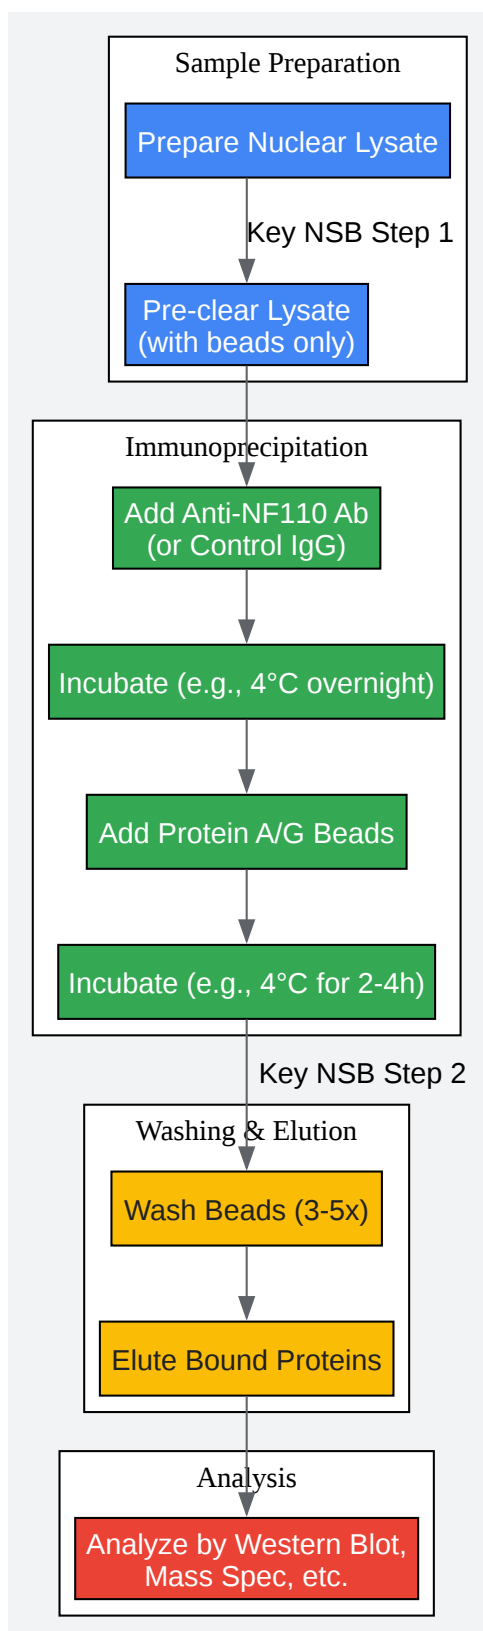 Sample Preparation
Prepare Nuclear Lysate
Key NSB Step 1
Pre-clear Lysate
(with beads only)
Immunoprecipitation
Add Anti-NF110 Ab
(or Control IgG)
Incubate (e.g., 4°C overnight)
Add Protein A/G Beads
Incubate (e.g., 4°C for 2-4h)
Key NSB Step 2
Washing & Elution
Wash Beads (3-5x)
Elute Bound Proteins
Analysis
Analyze by Western Blot,
Mass Spec, etc.